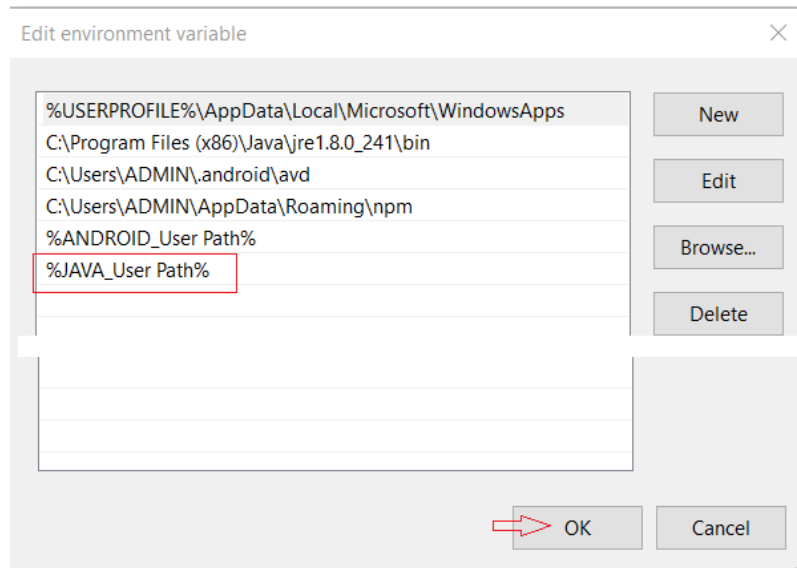 Edit environment variable
%USERPROFILE%\AppData\Local\Microsoft\WindowsApps
C:\Program Files (x86)\Java\jre1.8.0_241\bin
C:\Users\ADMIN\.android\avd
C:\Users\ADMIN\AppData\Roaming\npm
%ANDROID_User Path%
%JAVA_User Path%
New
Edit
Browse...
Delete
OK
Cancel